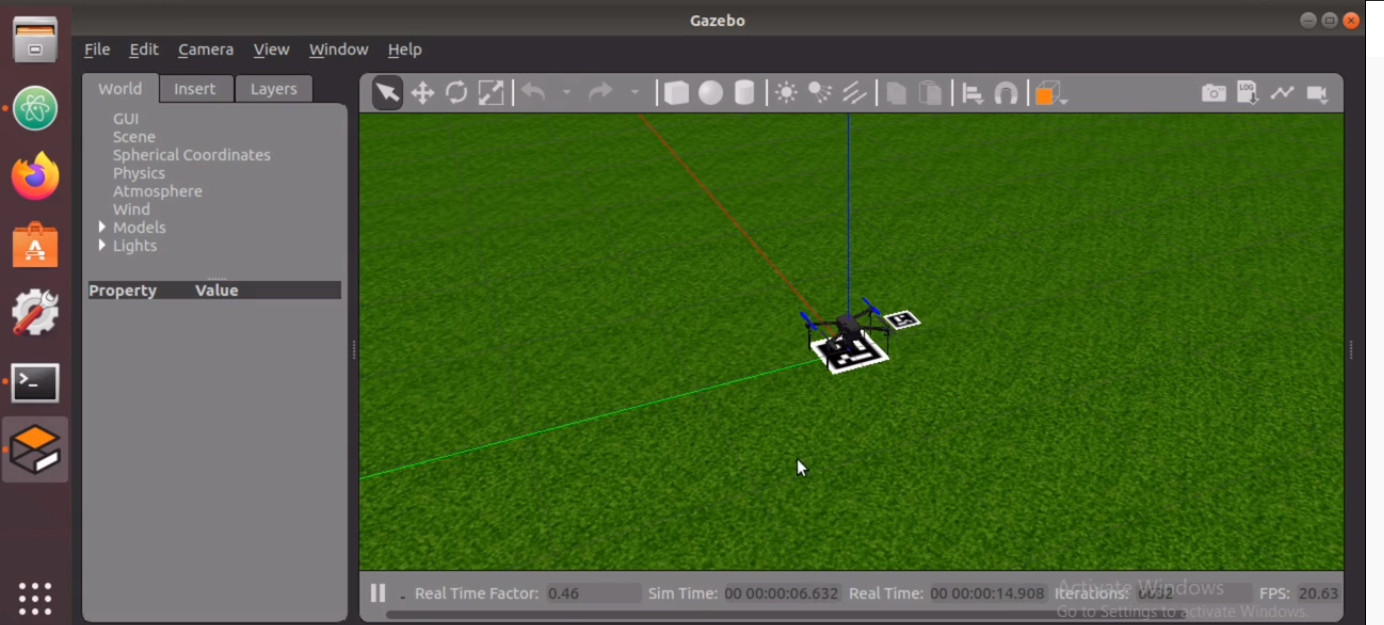 Gazebo
File Edit Camera View Window Help
World Insert Layers
GUI
Scene
Spherical Coordinates
Physics
Atmosphere
Wind
Models
Lights
Property Value
LOG
Real Time Factor: 0.46 Sim Time: 00 00:00:06.632 Real Time: 00 00:00:14.908 Iterations: FPS: 20.63
Activate Windows
Go to Settings to activate Windows.